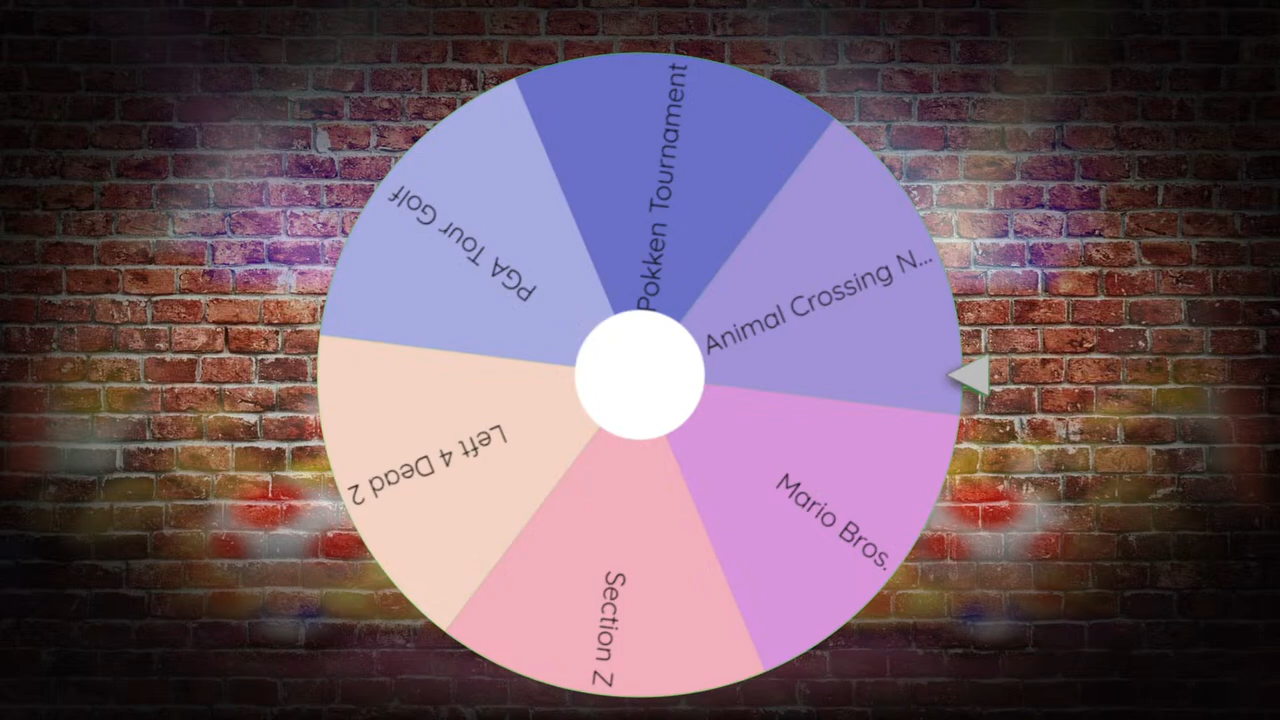 Pokken Tournament
Animal Crossing N...
Mario Bros.
Section Z
Left 4 Dead 2
PGA Tour Golf